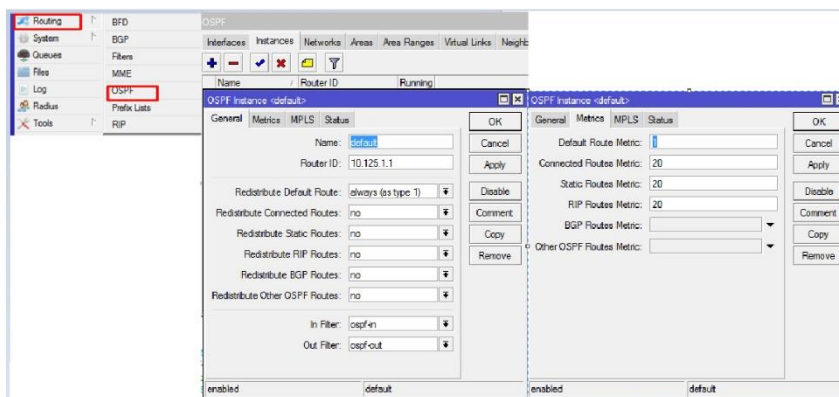 Routing
System
Queues
Files
Log
Radius
Tools
BFD
BGP
Filters
MME
OSPF
Prefix Lists
RIP
OSPF
Interfaces Instances Networks Areas Area Ranges Virtual Links
Name / Router ID Running
OSPF Instance <default>
General Metrics MPLS Status
Name: default
Router ID: 10.125.1.1
Redistribute Default Route: always (as type 1)
Redistribute Connected Routes: no
Redistribute Static Routes: no
Redistribute RIP Routes: no
Redistribute BGP Routes: no
Redistribute Other OSPF Routes: no
In Filter: ospf-in
Out Filter: ospf-out
OK
Cancel
Apply
Disable
Comment
Copy
Remove
enabled default
OSPF Instance <default>
General Metrics MPLS Status
Default Route Metric: 1
Connected Routes Metric: 20
Static Routes Metric: 20
RIP Routes Metric: 20
BGP Routes Metric:
Other OSPF Routes Metric:
OK
Cancel
Apply
Disable
Comment
Copy
Remove
enabled default